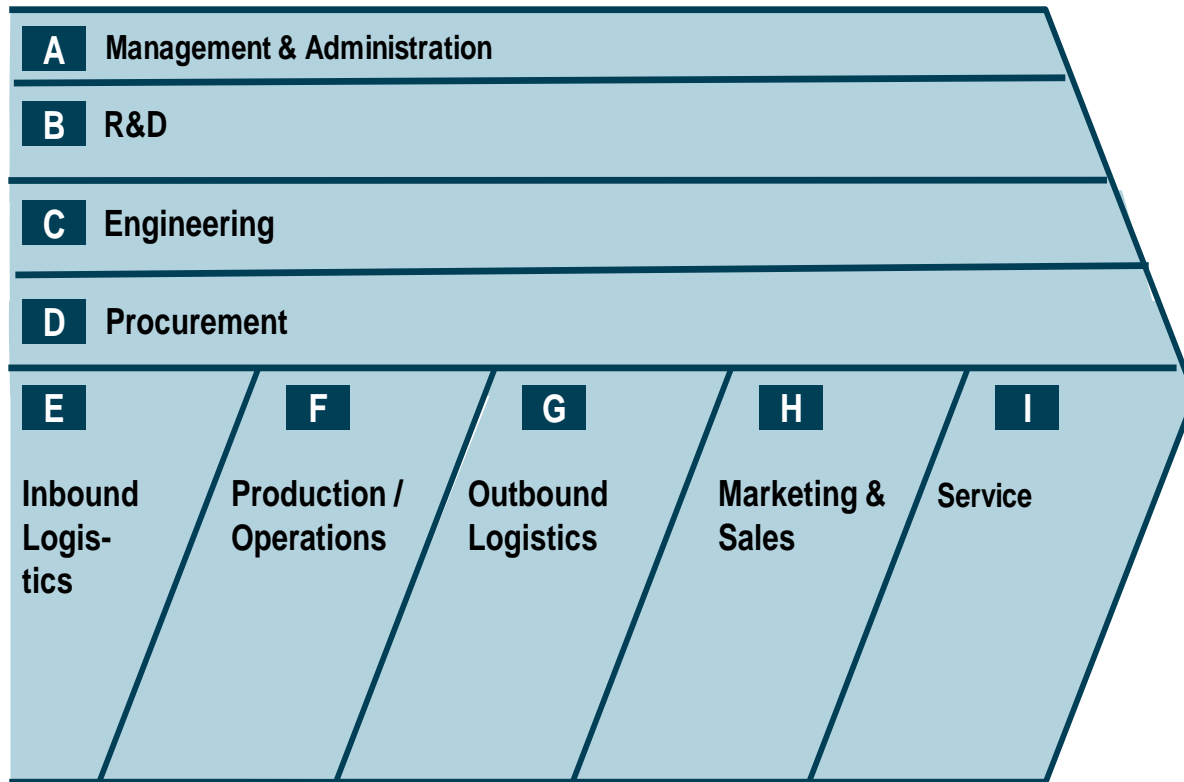 A Management & Administration
B R&D
C Engineering
D Procurement
E
F
G
H
I
Inbound
Logis-
tics
Production /
Operations
Outbound
Logistics
Marketing &
Sales
Service